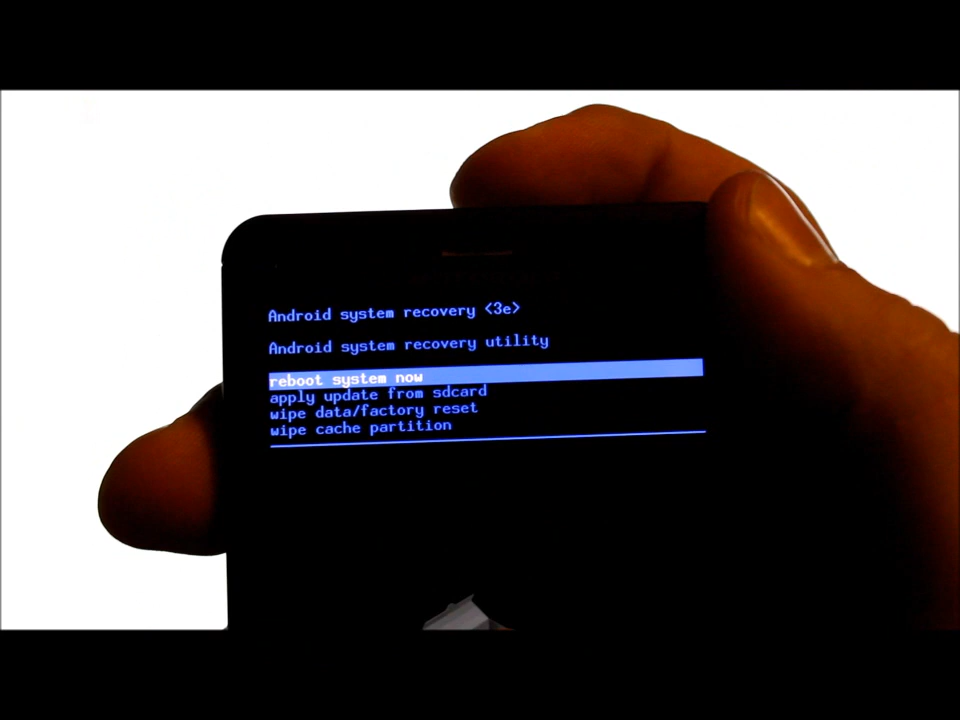 Android system recovery <3e>
Android system recovery utility
reboot system now
apply update from sdcard
wipe data/factory reset
wipe cache partition